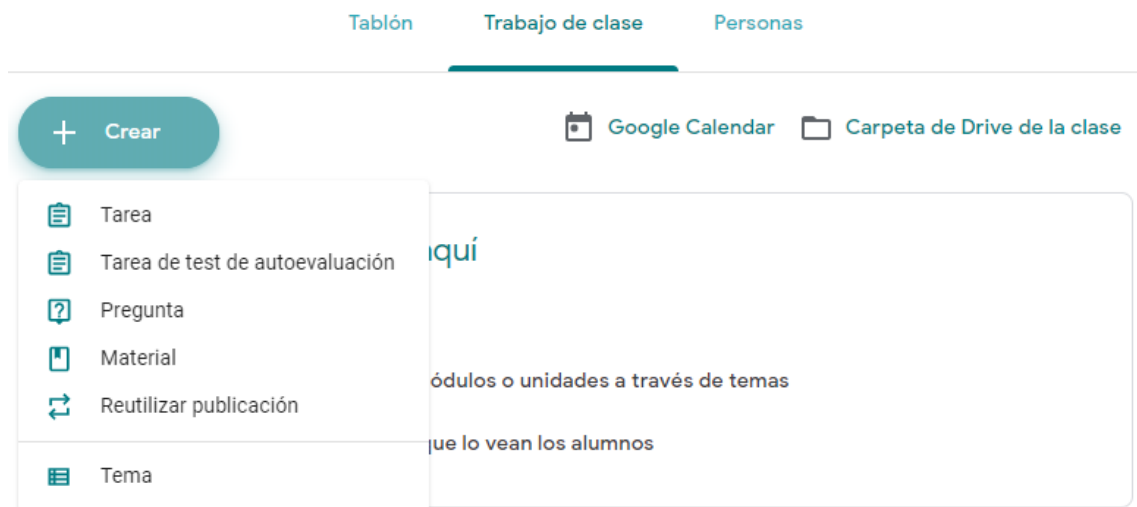 Tablón Trabajo de clase Personas
Crear Google Calendar Carpeta de Drive de la clase
Tarea
quí
Tarea de test de autoevaluación
Pregunta
Material
ódulos o unidades a través de temas
Reutilizar publicación
ue lo vean los alumnos
Tema